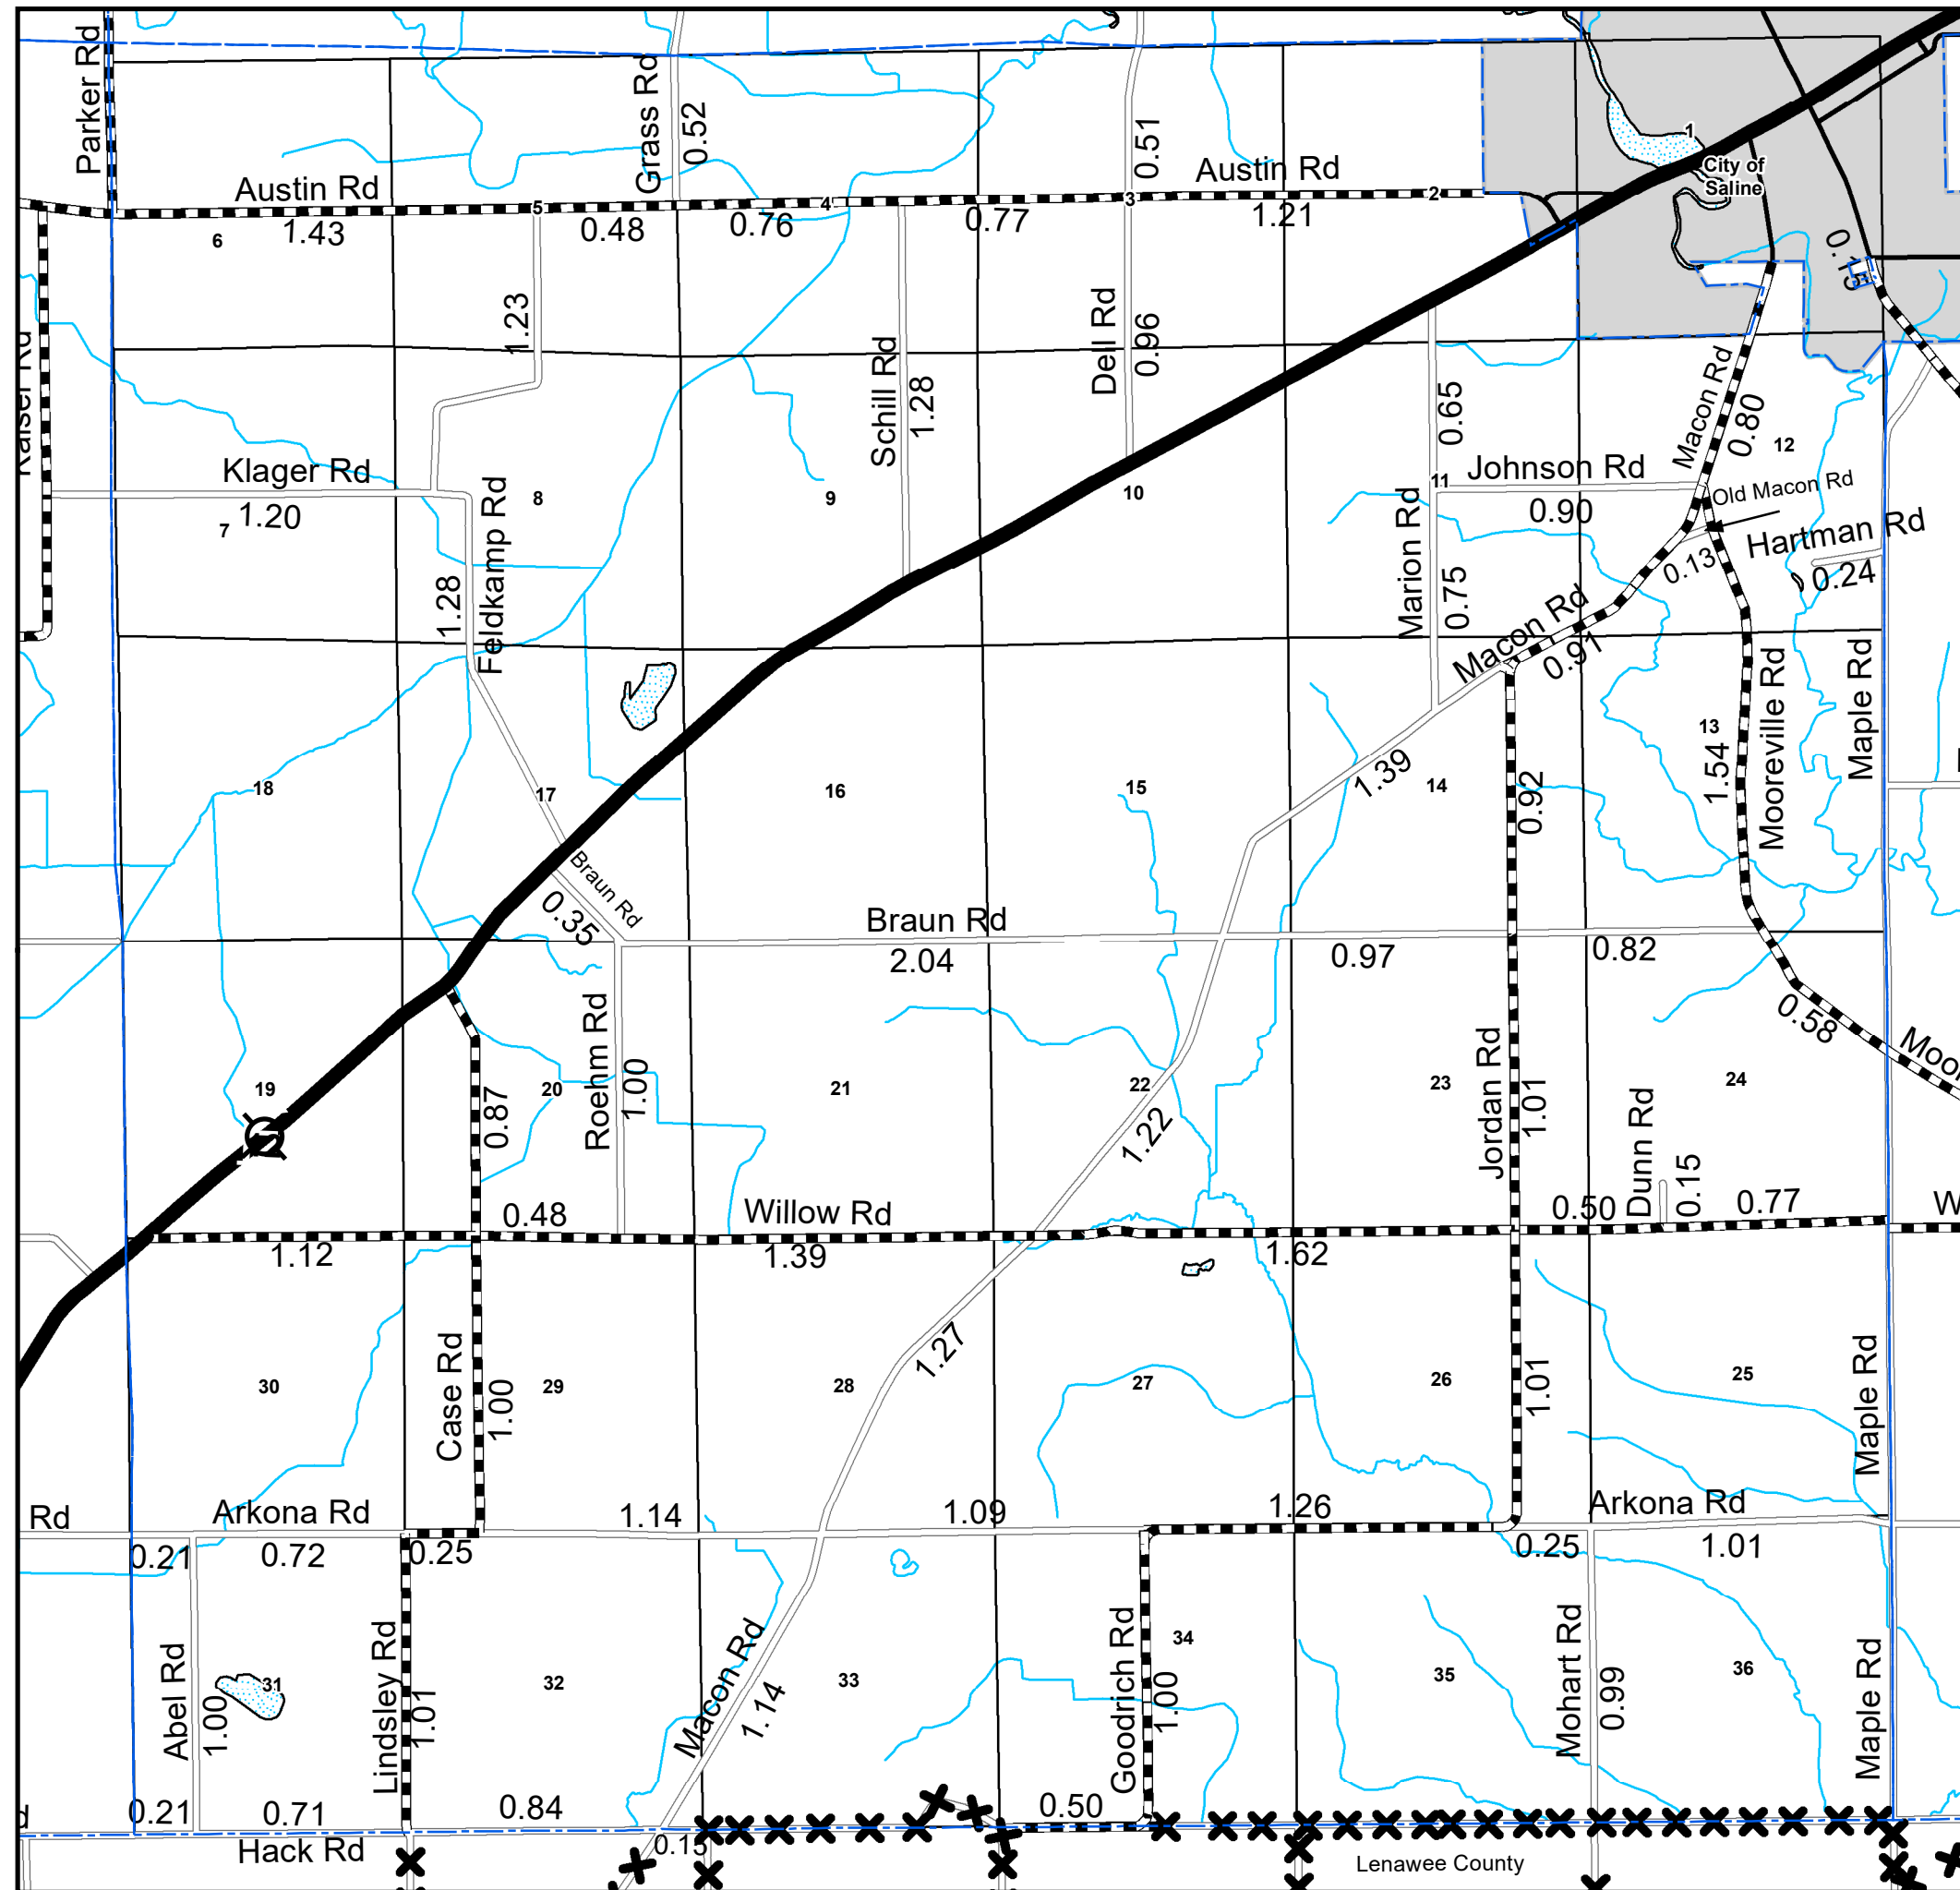 Parker Rd
Grass Rd
0.52
0.51
Austin Rd
Austin Rd
1
City of
Saline
5
4
3
2
6
1.43
0.48
0.76
0.77
1.21
0.15
1.23
Dell Rd
0.96
Kaiser Rd
Schill Rd
1.28
0.65
Macon Rd
0.80
12
Klager Rd
1.20
7
8
9
10
11
Johnson Rd
0.90
Old Macon Rd
Hartman Rd
0.13
0.24
Feldkamp Rd
1.28
Marion Rd
0.75
Macon Rd
0.91
Maple Rd
Mooreville Rd
13
1.54
18
17
16
15
1.39
14
0.92
Braun Rd
0.35
Braun Rd
2.04
0.97
0.82
0.58
Roehm Rd
1.00
19
0.87
20
21
22
1.22
23
Jordan Rd
1.01
24
Dunn Rd
0.15
0.48
Willow Rd
0.50
0.77
W
1.12
1.39
1.62
1.27
Case Rd
1.00
30
29
28
27
26
1.01
25
Maple Rd
Rd
Arkona Rd
1.14
1.09
1.26
Arkona Rd
0.21
0.72
0.25
0.25
1.01
Abel Rd
1.00
31
Lindsley Rd
1.01
32
Macon Rd
1.14
33
Goodrich Rd
1.00
34
35
Mohart Rd
0.99
36
Maple Rd
0.21
0.71
0.84
0.50
Hack Rd
0.15
Lenawee County